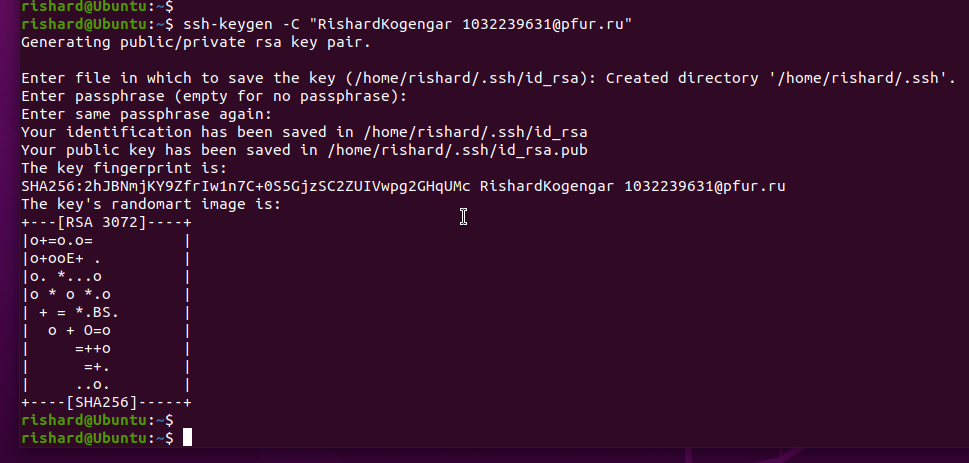 rishard@Ubuntu:~$
rishard@Ubuntu:~$ ssh-keygen -C "RishardKogengar 1032239631@pfur.ru"
Generating public/private rsa key pair.

Enter file in which to save the key (/home/rishard/.ssh/id_rsa): Created directory '/home/rishard/.ssh'.
Enter passphrase (empty for no passphrase):
Enter same passphrase again:
Your identification has been saved in /home/rishard/.ssh/id_rsa
Your public key has been saved in /home/rishard/.ssh/id_rsa.pub
The key fingerprint is:
SHA256:2hJBNmjKY9ZfrIw1n7C+0S5GjzSC2ZUIVwpg2GHqUMc RishardKogengar 1032239631@pfur.ru
The key's randomart image is:
+---[RSA 3072]----+
|o+=o.o=          |
|o+ooE+ .         |
|o. *...o         |
|o * o *.o        |
| + = *.BS.       |
|  o + O=o        |
|     =++o        |
|      =+.        |
|     ..o.        |
+----[SHA256]-----+
rishard@Ubuntu:~$
rishard@Ubuntu:~$